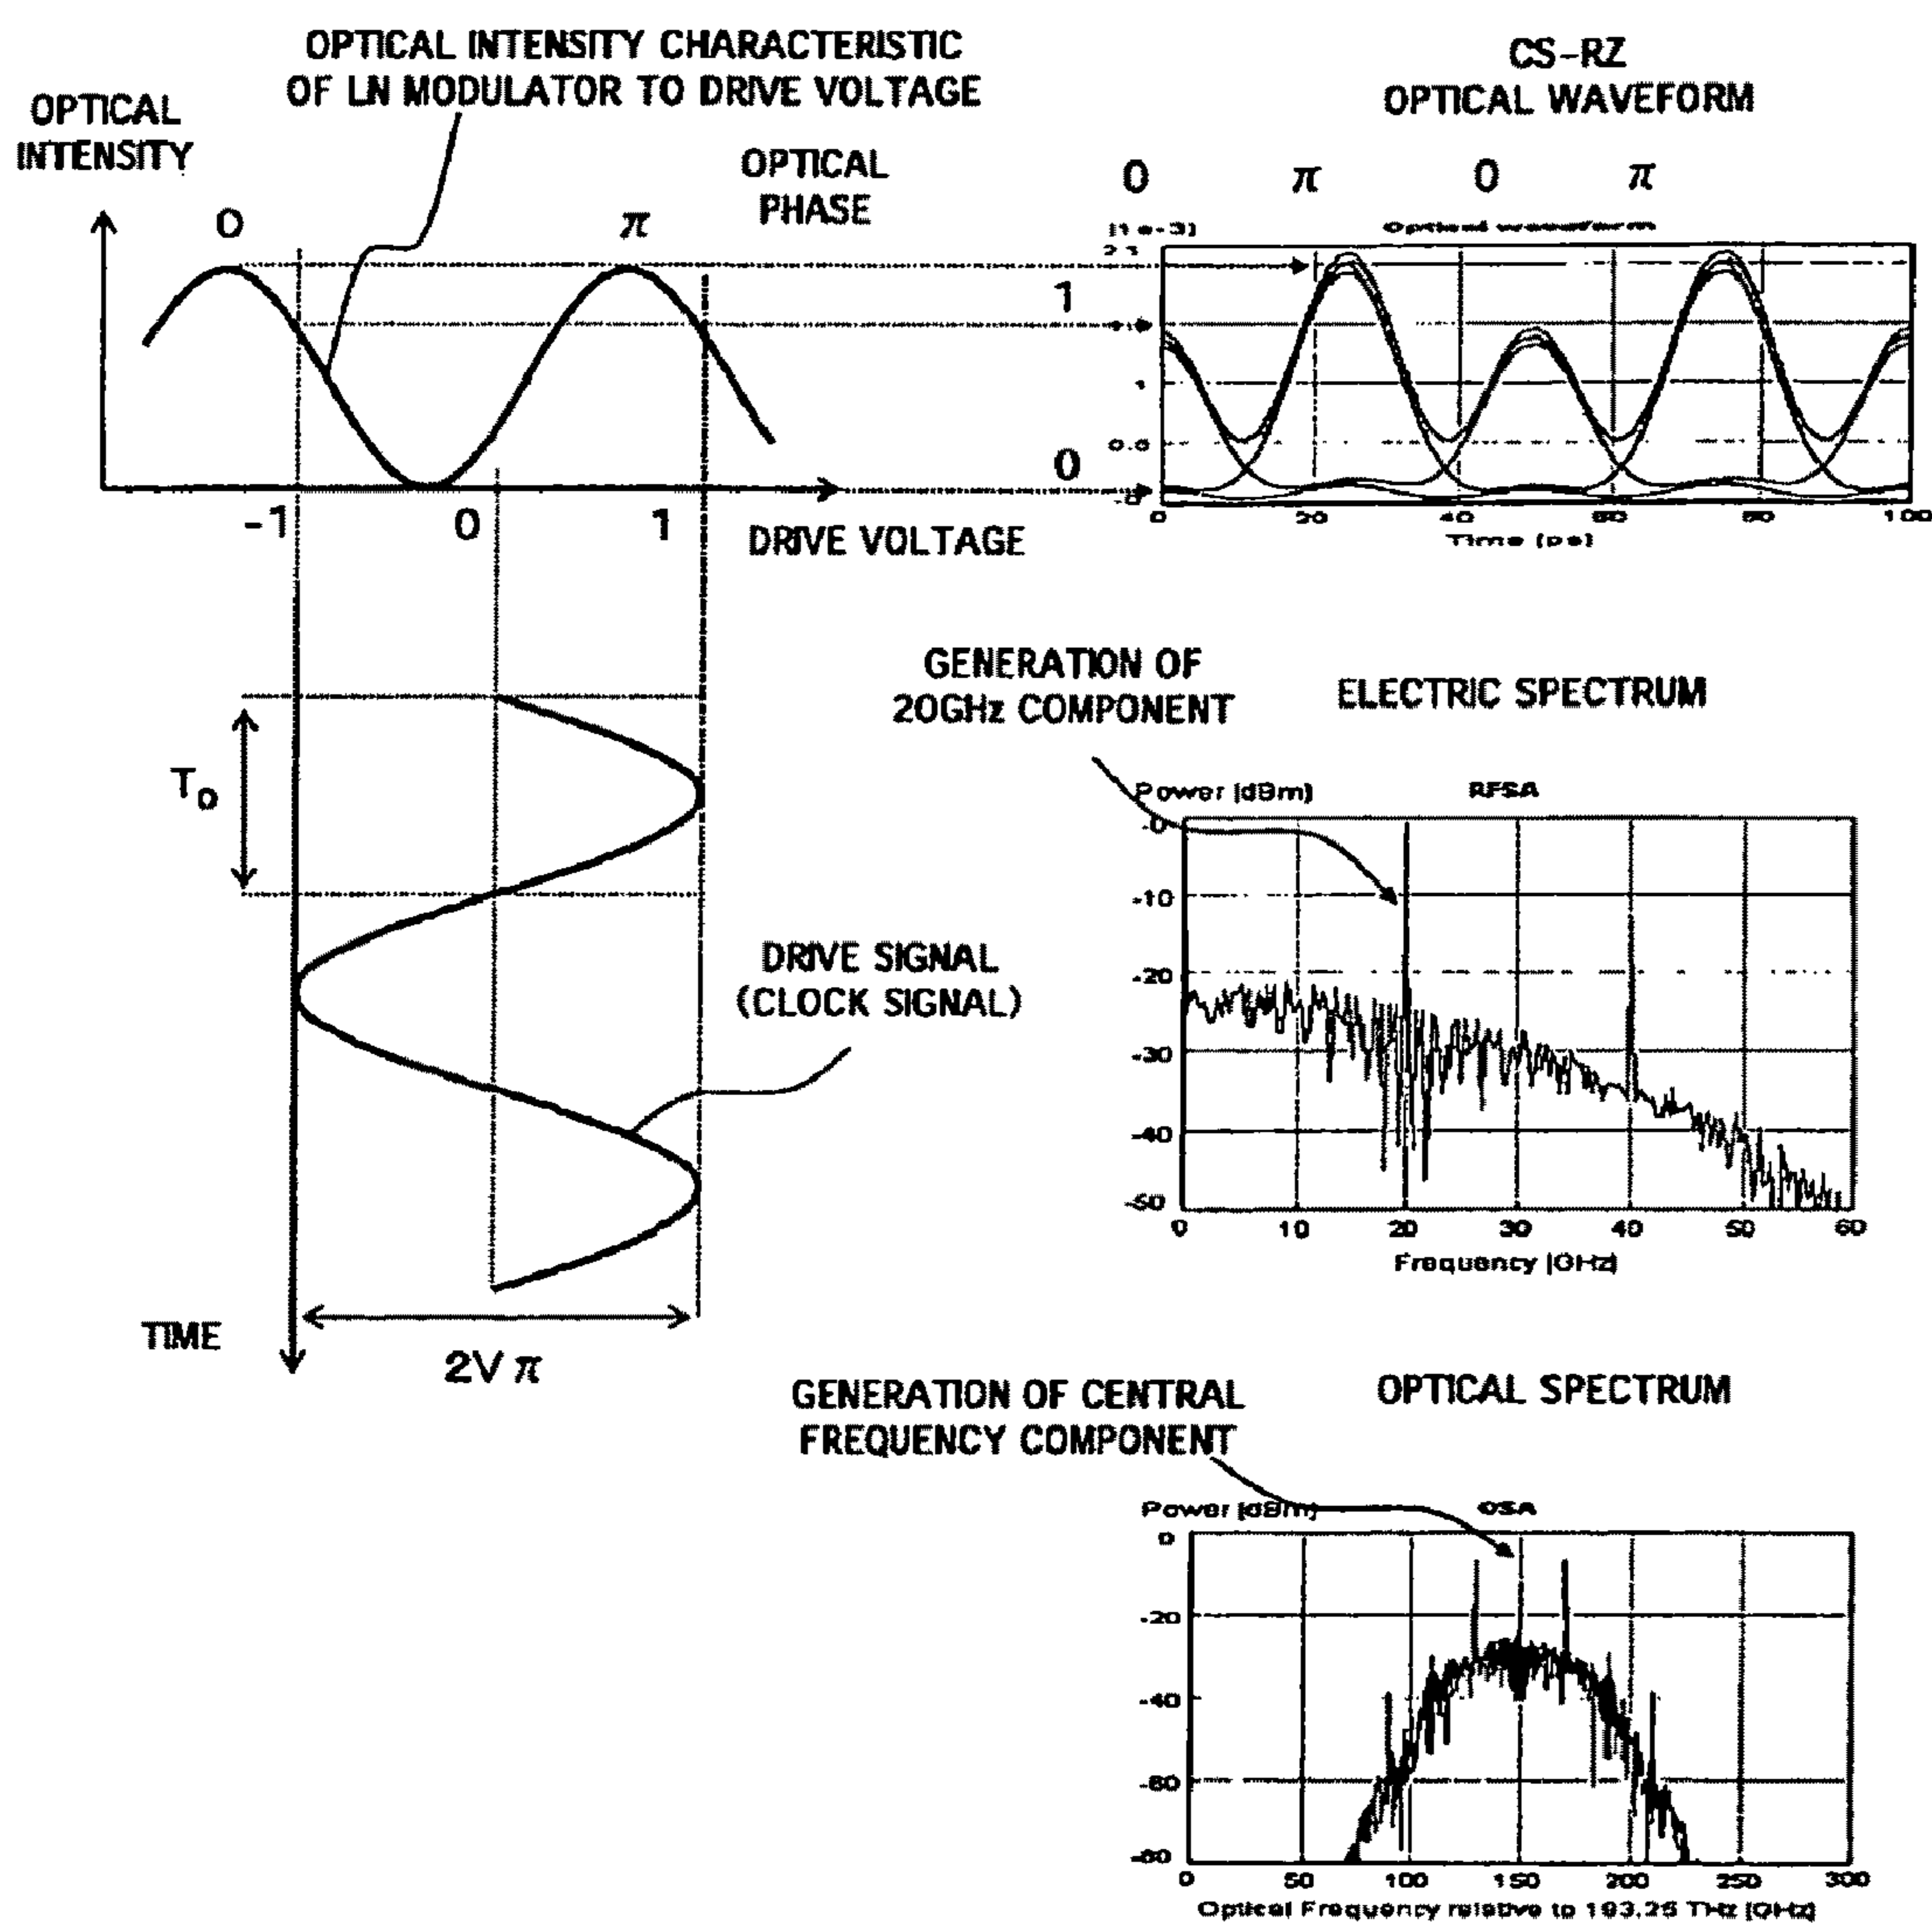 OPTICAL INTENSITY CHARACTERISTIC
OF LN MODULATOR TO DRIVE VOLTAGE
OPTICAL
INTENSITY
OPTICAL
PHASE
0
π
-1
0
1
DRIVE VOLTAGE
CS-RZ
OPTICAL WAVEFORM
0 π 0 π
Optical waveform
1
0
1
0 20 40 60 80 100
Time [ps]
T0
DRIVE SIGNAL
(CLOCK SIGNAL)
TIME
2Vπ
GENERATION OF
20GHz COMPONENT
ELECTRIC SPECTRUM
Power [dBm]
RFSA
-0
-10
-20
-30
-40
-50
0 10 20 30 40 50 60
Frequency [GHz]
GENERATION OF CENTRAL
FREQUENCY COMPONENT
OPTICAL SPECTRUM
Power [dBm]
OSA
0
-20
-40
-60
-80
0 50 100 150 200 250 300
Optical Frequency relative to 193.25 THz [GHz]